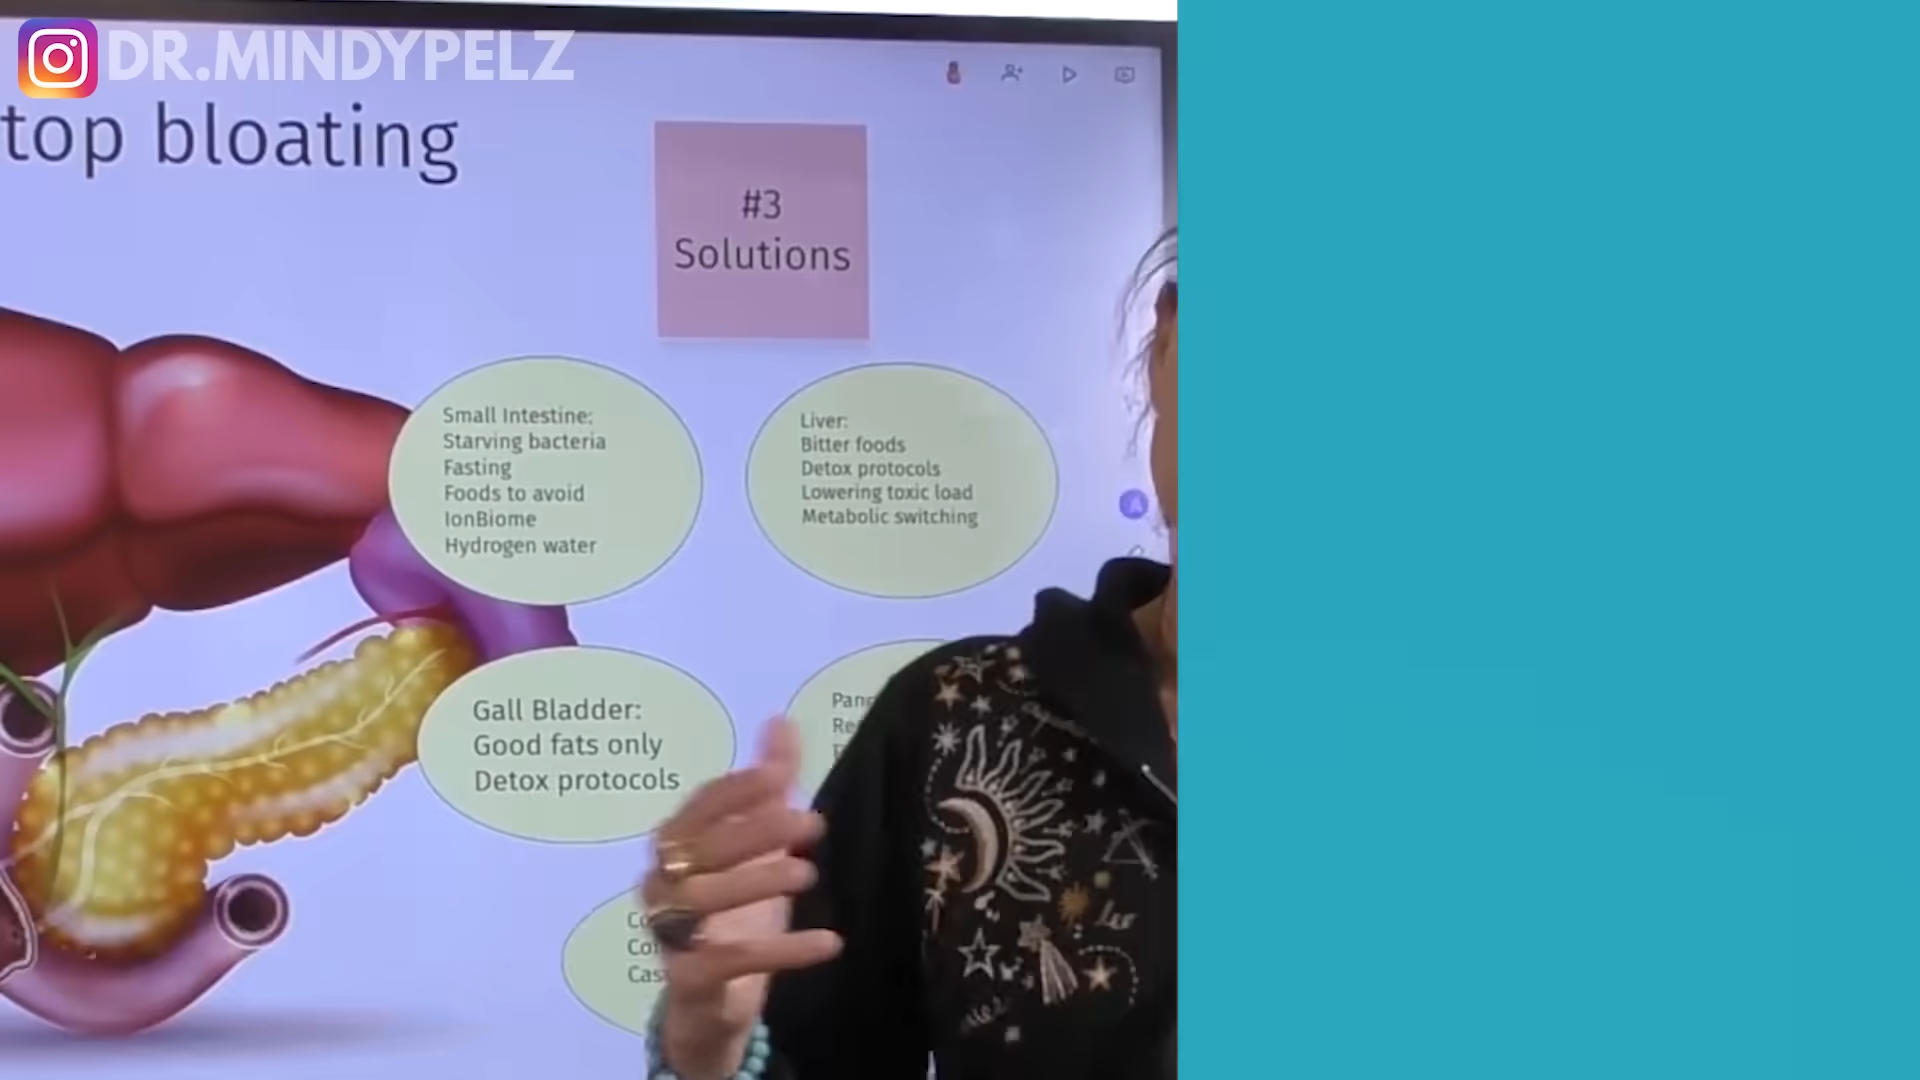 DR.MINDYPELZ
top bloating
#3
Solutions
Small Intestine:
Starving bacteria
Fasting
Foods to avoid
IonBiome
Hydrogen water
Liver:
Bitter foods
Detox protocols
Lowering toxic load
Metabolic switching
Gall Bladder:
Good fats only
Detox protocols
Leo